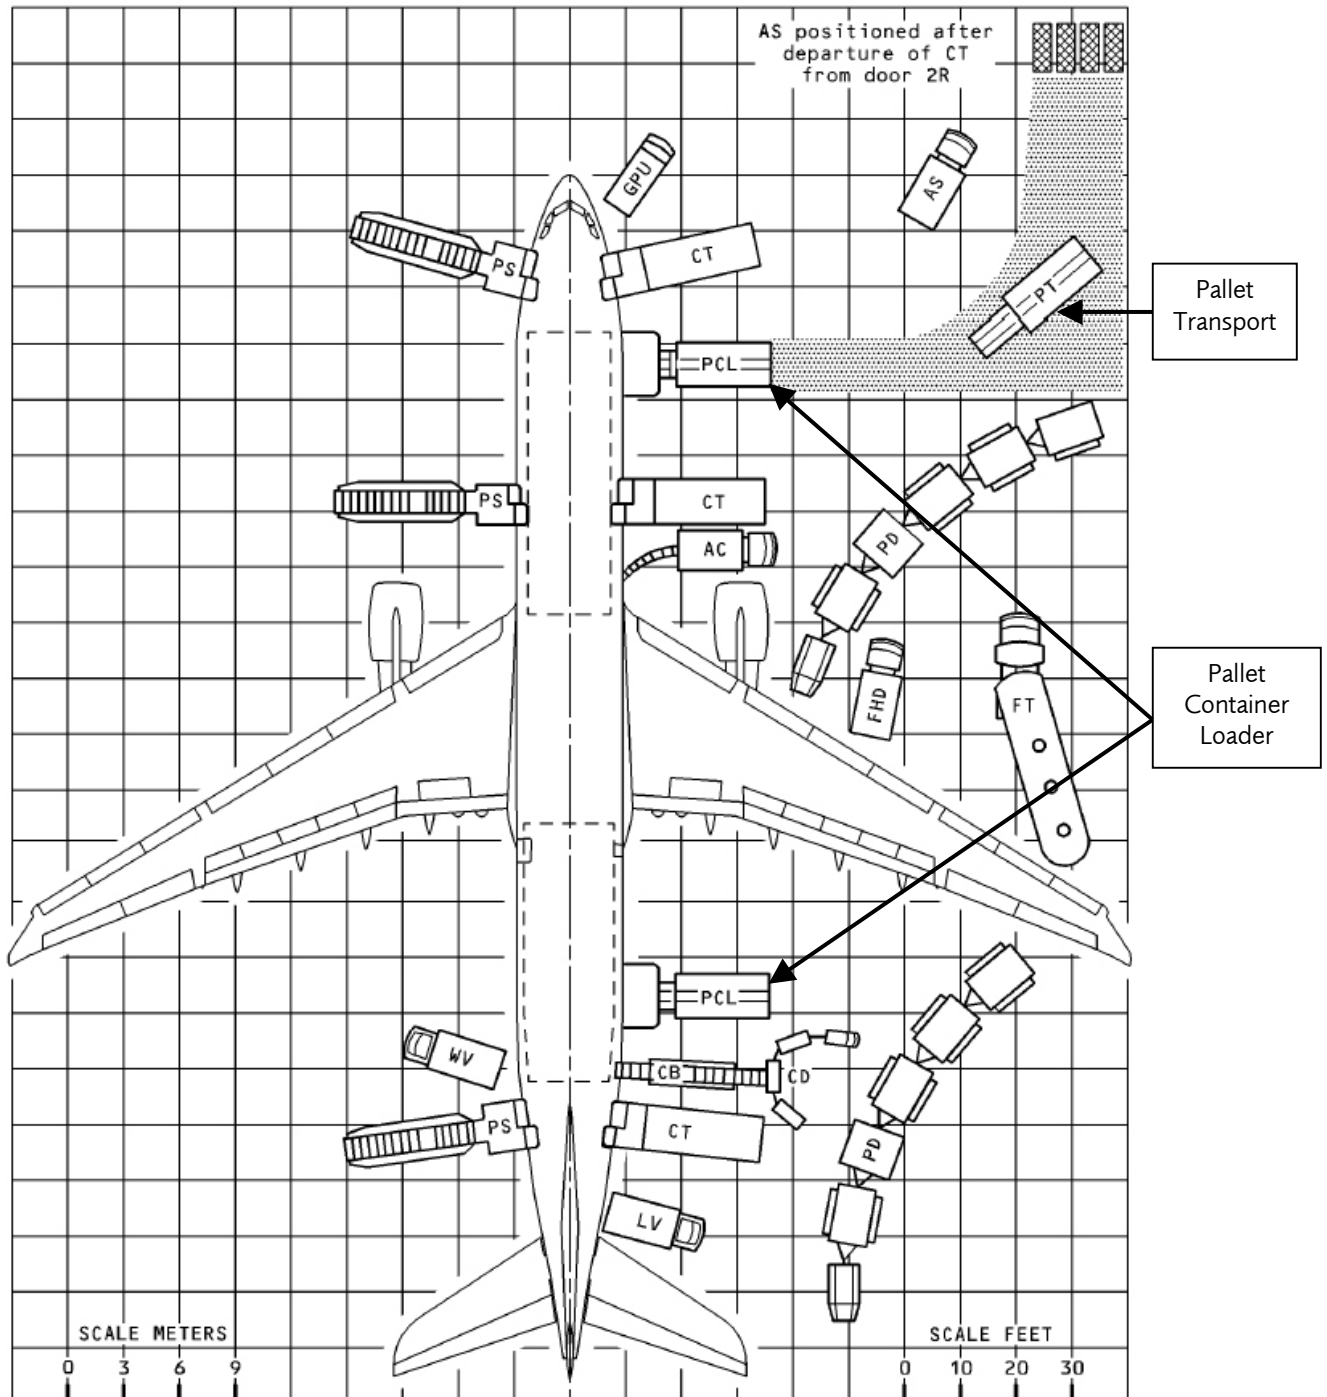 AS positioned after
departure of CT
from door 2R
GPU
AS
PS
CT
PT
Pallet
Transport
PCL
PS
CT
AC
PD
FHD
FT
Pallet
Container
Loader
PCL
WV
CB
CD
PS
CT
PD
LV
SCALE METERS
0 3 6 9
SCALE FEET
0 10 20 30